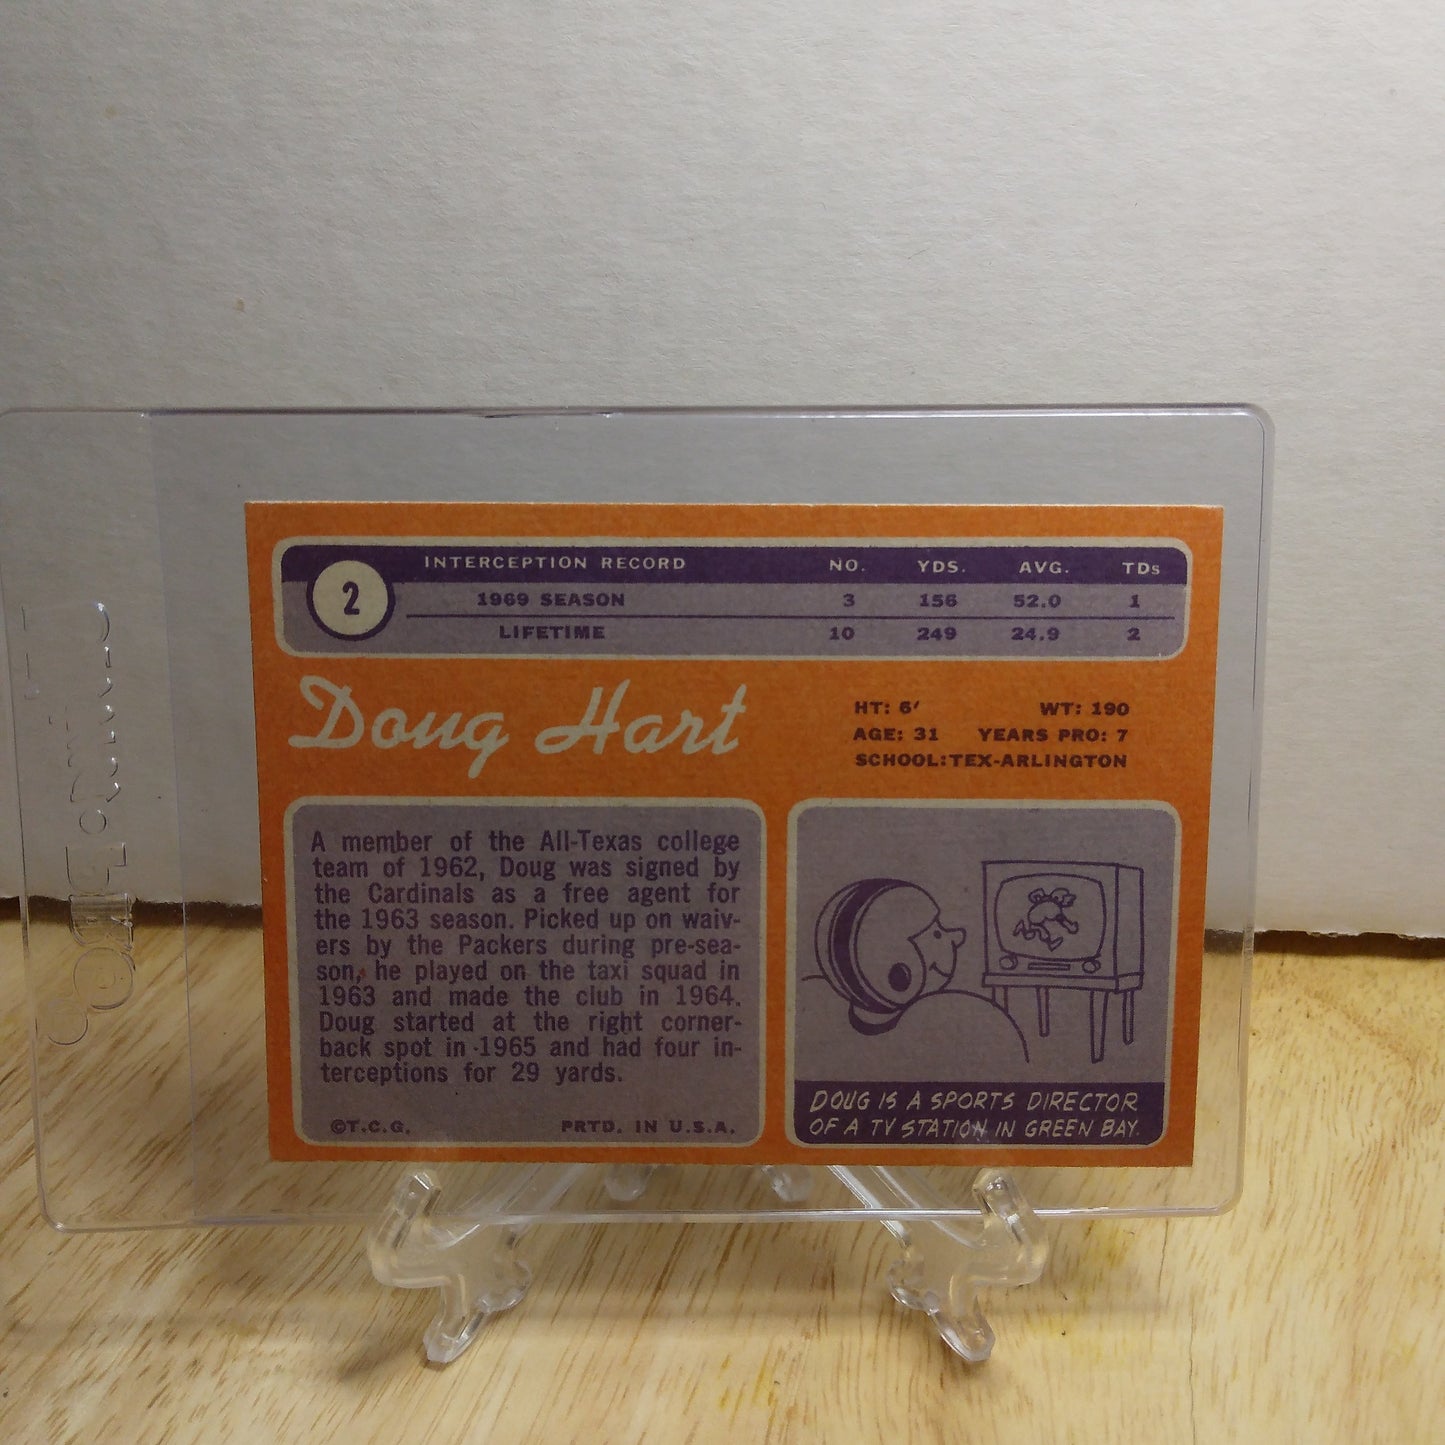 2
INTERCEPTION RECORD NO. YDS. AVG. TDs
1969 SEASON 3 156 52.0 1
LIFETIME 10 249 24.9 2
Doug Hart
HT: 6' WT: 190
AGE: 31 YEARS PRO: 7
SCHOOL:TEX-ARLINGTON
A member of the All-Texas college
team of 1962, Doug was signed by
the Cardinals as a free agent for
the 1963 season. Picked up on waiv-
ers by the Packers during pre-sea-
son, he played on the taxi squad in
1963 and made the club in 1964.
Doug started at the right corner-
back spot in 1965 and had four in-
terceptions for 29 yards.
©T.C.G. PRTD. IN U.S.A.
DOUG IS A SPORTS DIRECTOR
OF A TV STATION IN GREEN BAY.